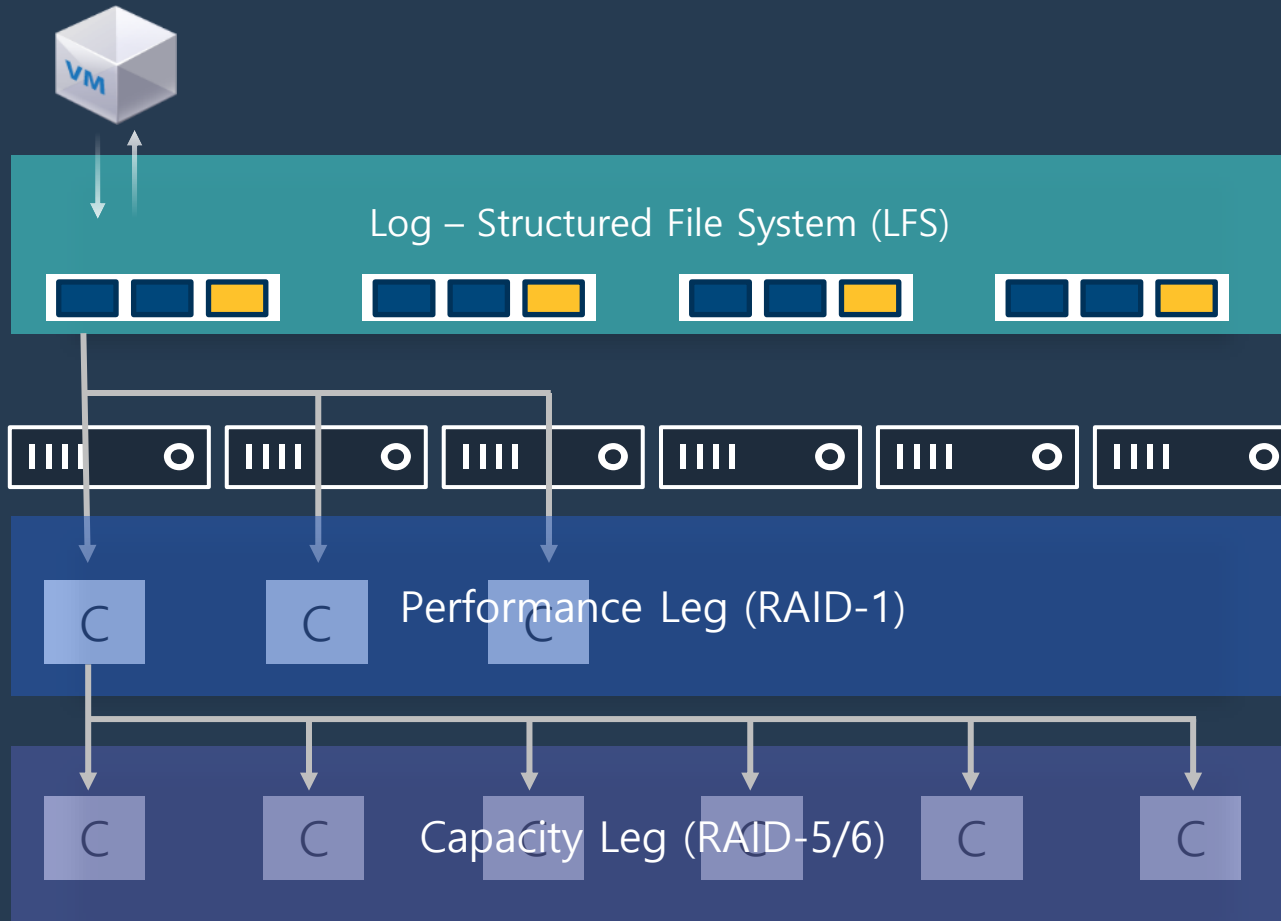 VM
Log – Structured File System (LFS)
C C C
Performance Leg (RAID-1)
C C C C C C
Capacity Leg (RAID-5/6)